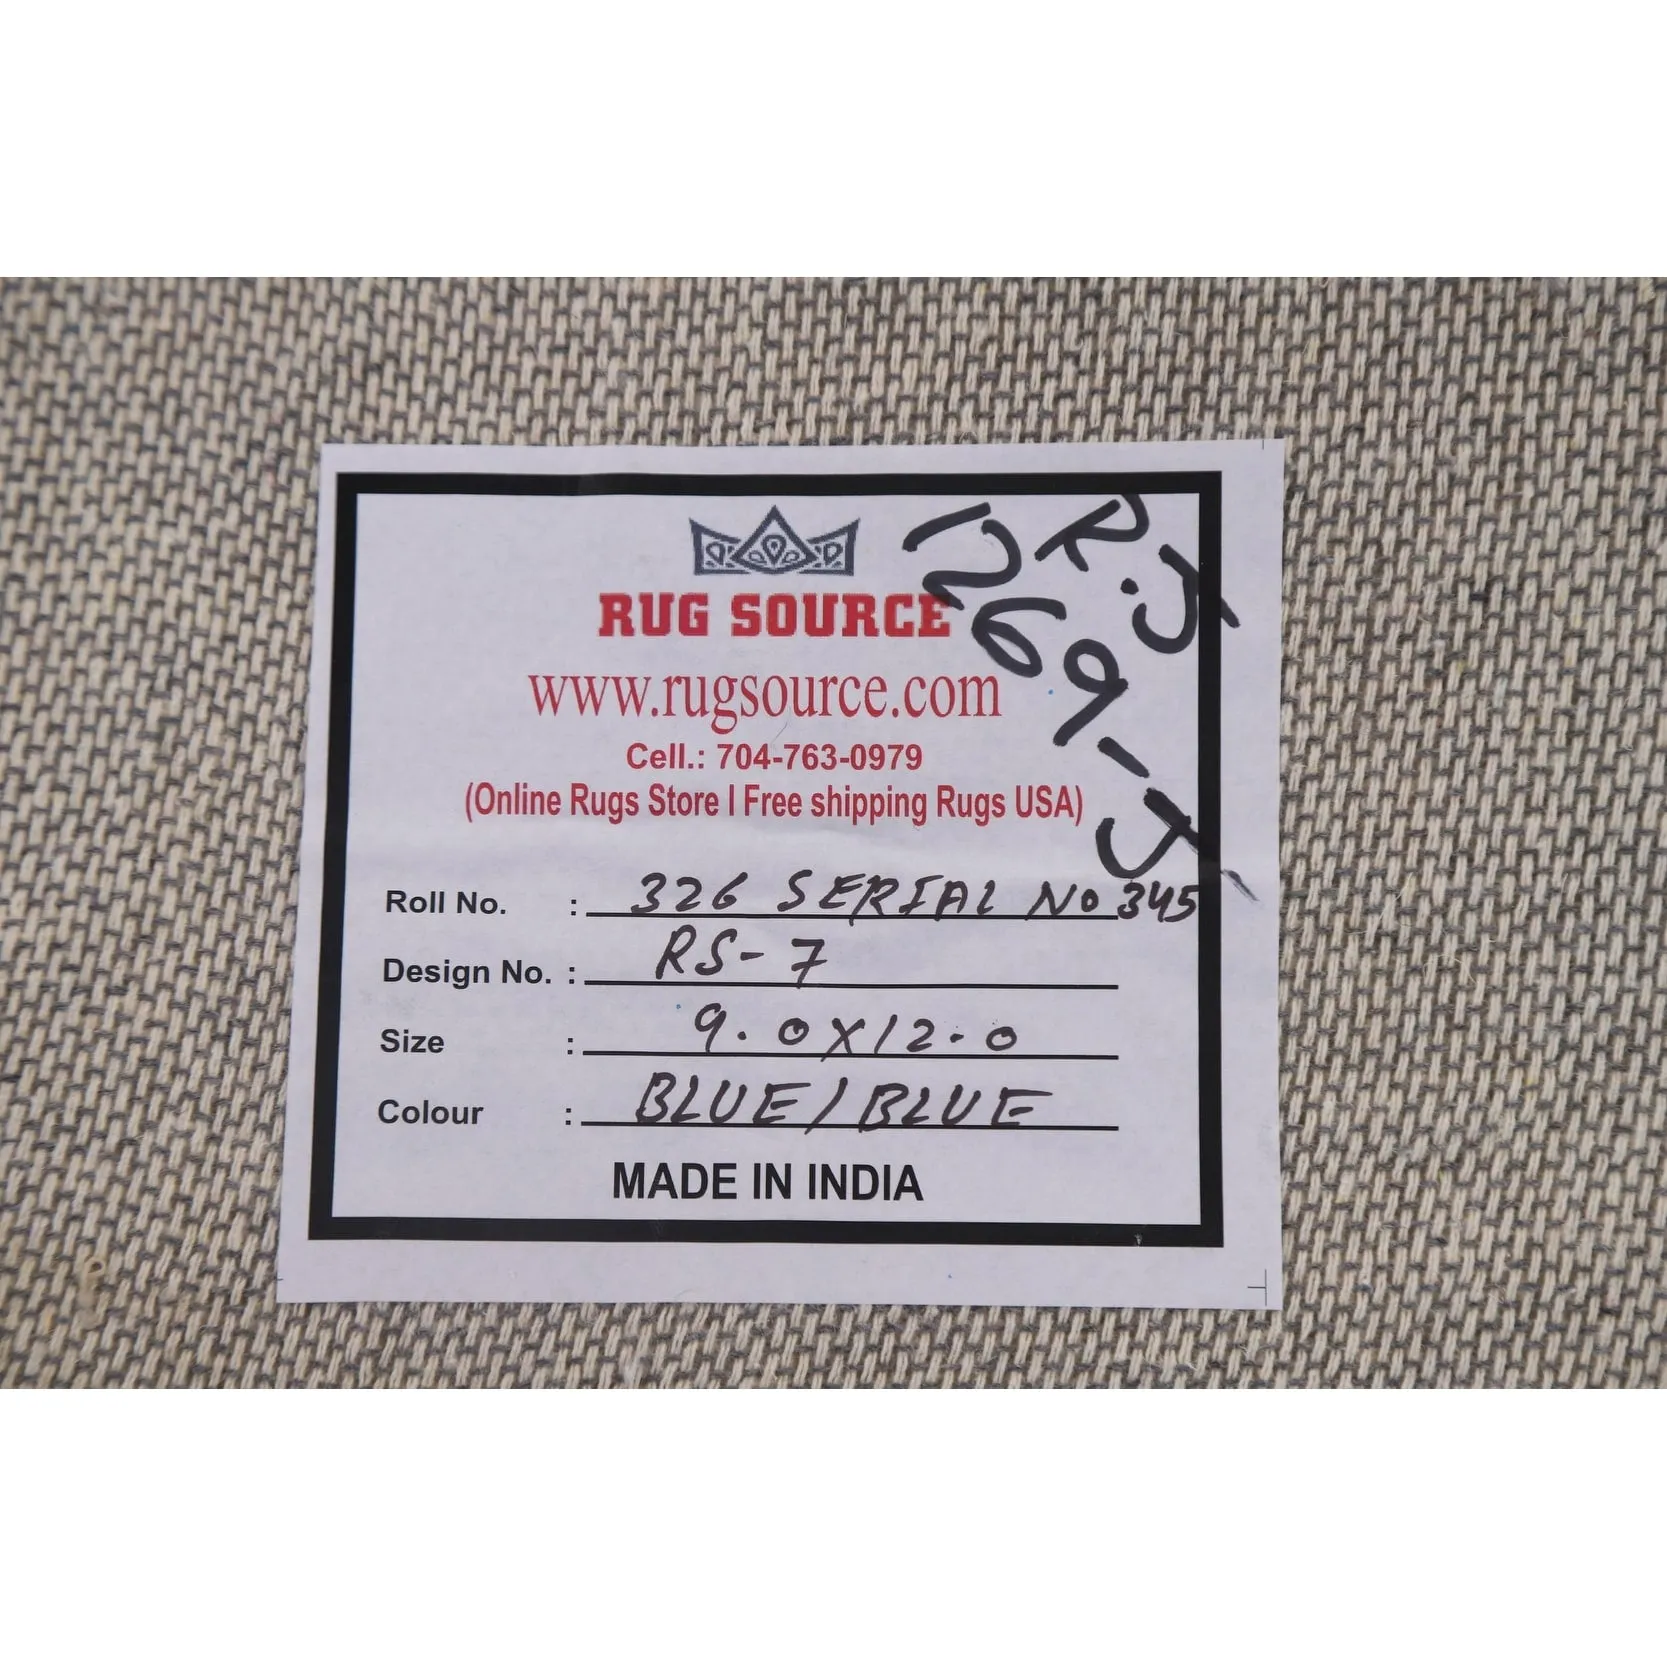 RUG SOURCE
www.rugsource.com
Cell.: 704-763-0979
(Online Rugs Store I Free shipping Rugs USA)
R.J
1269-J
Roll No. : 326 SERIAL NO 345
Design No. : RS-7
Size : 9.0X12.0
Colour : BLUE/BLUE
MADE IN INDIA